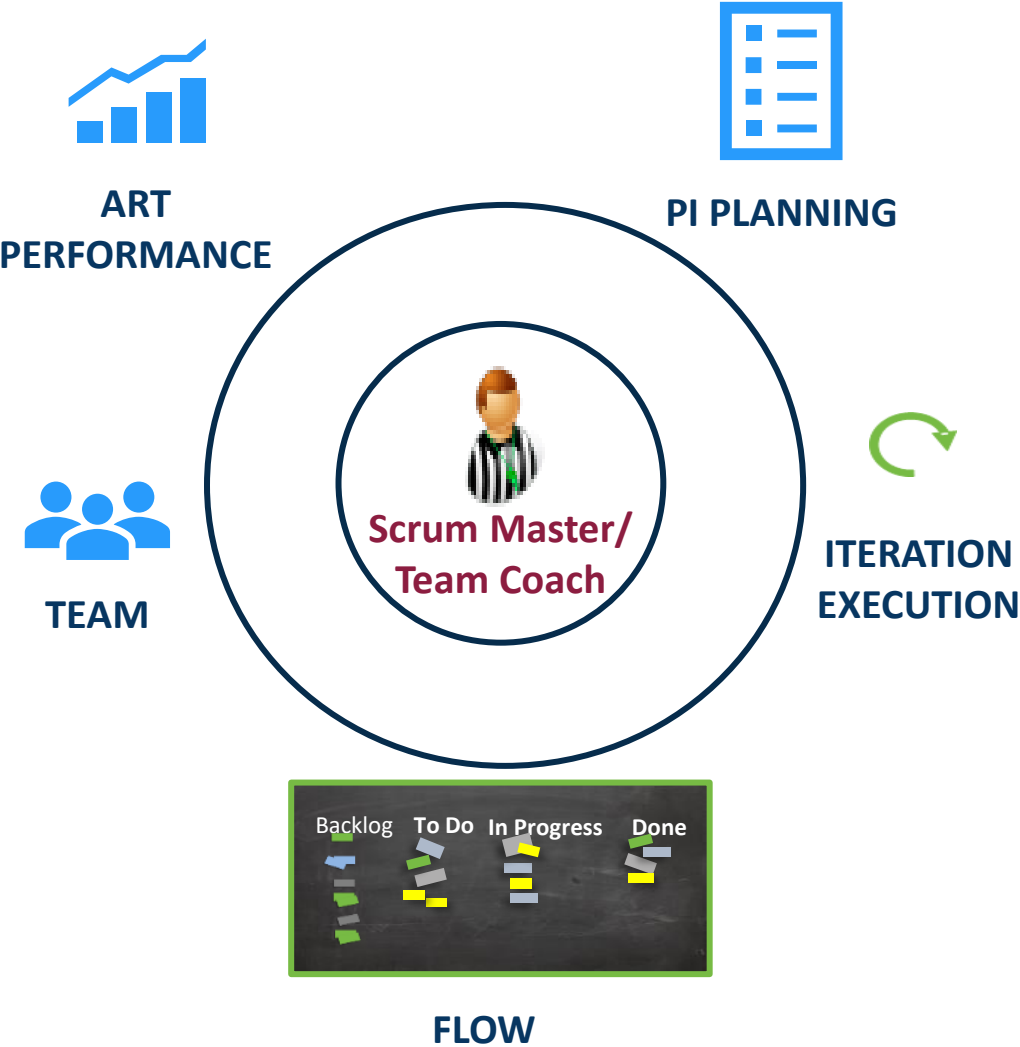 ART
PERFORMANCE
PI PLANNING
Scrum Master/
Team Coach
ITERATION
EXECUTION
TEAM
Backlog To Do In Progress Done
FLOW